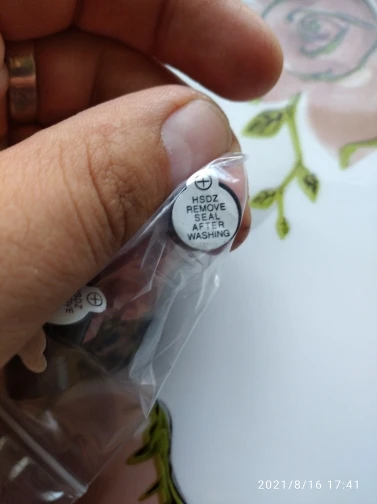 HSDZ
REMOVE
SEAL
AFTER
WASHING
2021/8/16 17:41